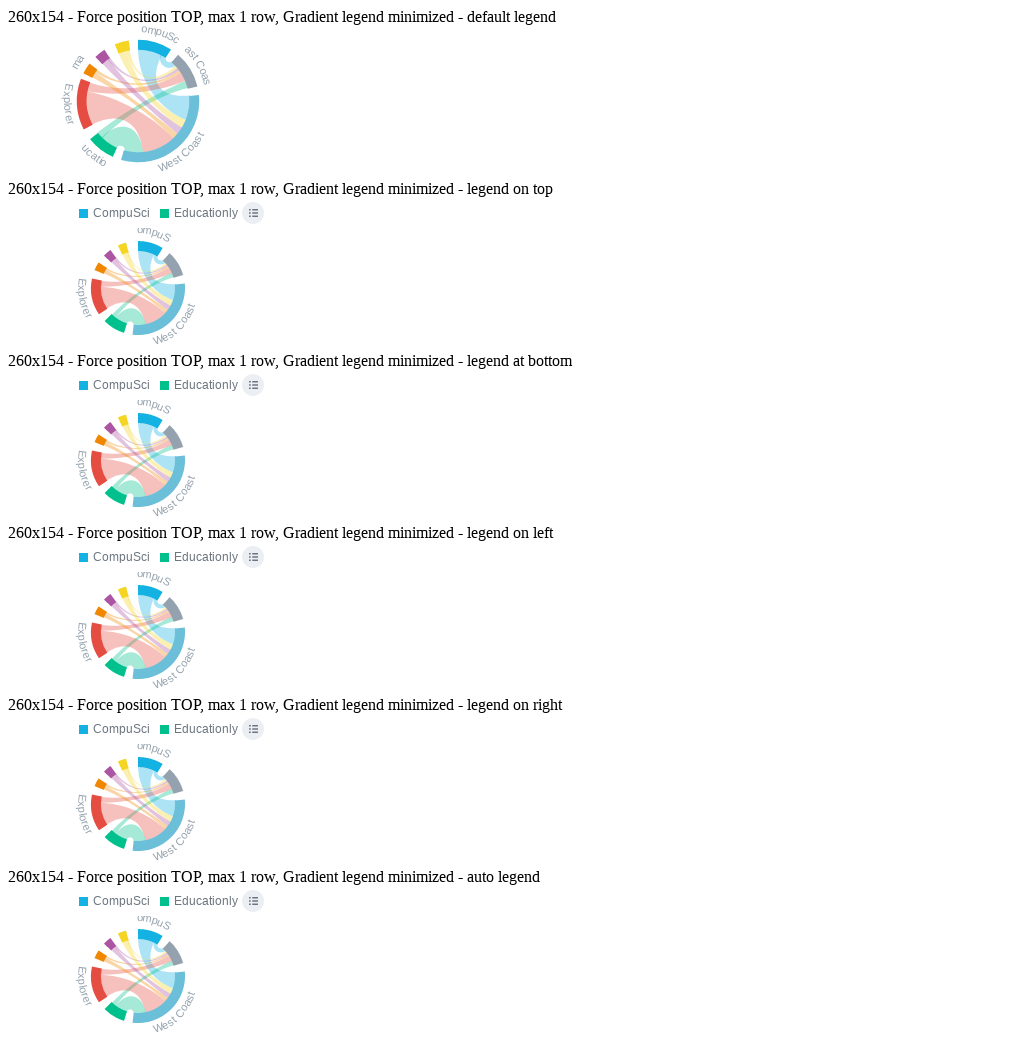 260x154 - Force position TOP, max 1 row, Gradient legend minimized - default legend
ompuSc
ast Coas
ma
Explorer
ucatio
West Coast
260x154 - Force position TOP, max 1 row, Gradient legend minimized - legend on top
CompuSci Educationly
ompuS
Explorer
West Coast
260x154 - Force position TOP, max 1 row, Gradient legend minimized - legend at bottom
CompuSci Educationly
ompuS
Explorer
West Coast
260x154 - Force position TOP, max 1 row, Gradient legend minimized - legend on left
CompuSci Educationly
ompuS
Explorer
West Coast
260x154 - Force position TOP, max 1 row, Gradient legend minimized - legend on right
CompuSci Educationly
ompuS
Explorer
West Coast
260x154 - Force position TOP, max 1 row, Gradient legend minimized - auto legend
CompuSci Educationly
ompuS
Explorer
West Coast